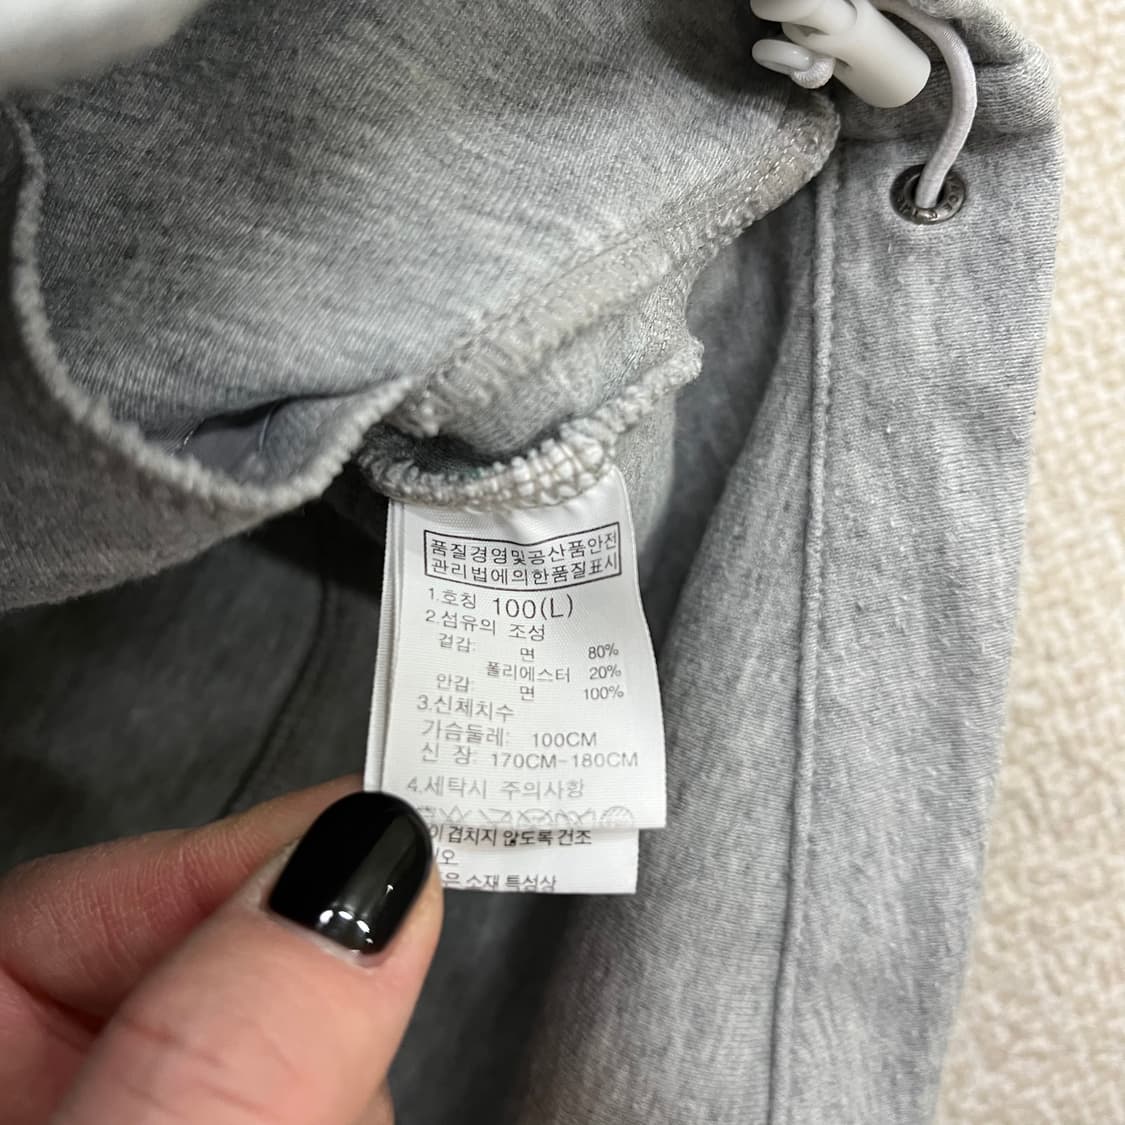 품질경영및공산품안전
관리법에의한품질표시
1.호칭 100(L)
2.섬유의 조성
겉감: 면 80%
폴리에스터 20%
안감: 면 100%
3.신체치수
가슴둘레: 100CM
신 장: 170CM-180CM
4.세탁시 주의사항
이 겹치지 않도록 건조
오
소재 특성상